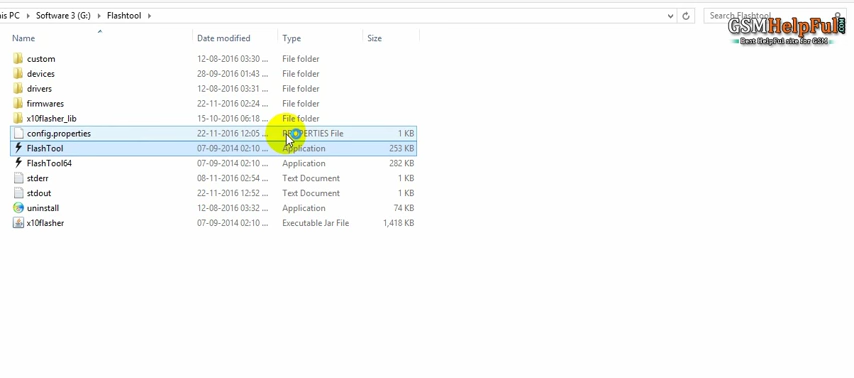 his PC > Software 3 (G:) > Flashtool >
Search Flashtool
GSMHelpFul.COM
Best HelpFul site for GSM
Name Date modified Type Size
custom 12-08-2016 03:30 ... File folder
devices 28-09-2016 01:43 ... File folder
drivers 12-08-2016 03:31 ... File folder
firmwares 22-11-2016 02:24 ... File folder
x10flasher_lib 15-10-2016 06:18 ... File folder
config.properties 22-11-2016 12:05 ... PROPERTIES File 1 KB
FlashTool 07-09-2014 02:10 ... Application 253 KB
FlashTool64 07-09-2014 02:10 ... Application 282 KB
stderr 08-11-2016 02:54 ... Text Document 1 KB
stdout 22-11-2016 12:52 ... Text Document 1 KB
uninstall 12-08-2016 03:32 ... Application 74 KB
x10flasher 07-09-2014 02:10 ... Executable Jar File 1,418 KB